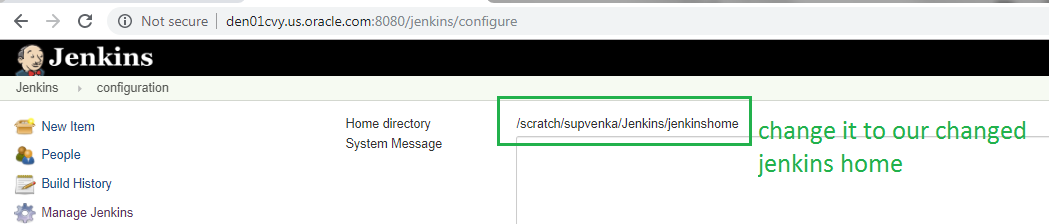 Not secure | den01cvy.us.oracle.com:8080/jenkins/configure
Jenkins
Jenkins configuration
New Item
People
Build History
Manage Jenkins
Home directory /scratch/supvenka/Jenkins/jenkinshome
System Message
change it to our changed
jenkins home